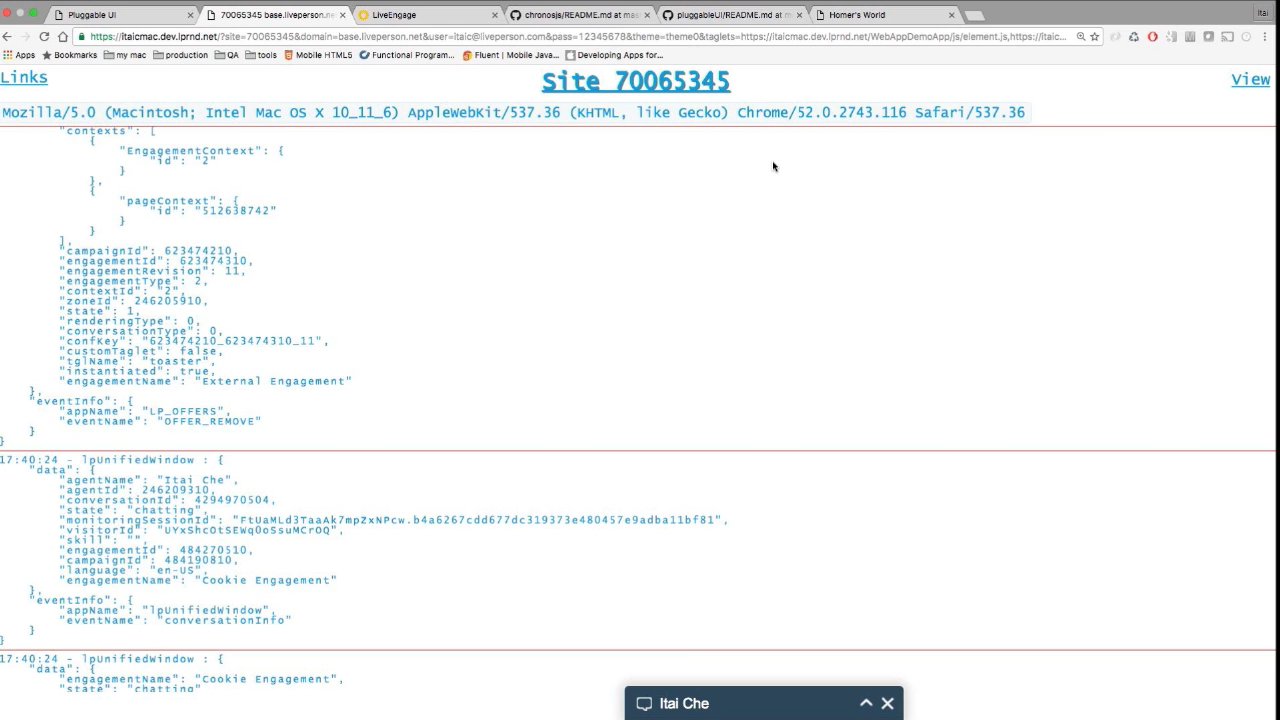 Pluggable UI
70065345 base.liveperson.ne
LiveEngage
chronosjs/README.md at mas
pluggableUI/README.md at m
Homer's World
Itai
https://itaicmac.dev.lprnd.net/?site=70065345&domain=base.liveperson.net&user=itaic@liveperson.com&pass=12345678&theme=theme0&taglets=https://itaicmac.dev.lprnd.net/WebAppDemoApp/js/element.js,https://itaic...
Apps Bookmarks my mac production QA tools Mobile HTML5 Functional Program... Fluent | Mobile Java... Developing Apps for...
Links
Site 70065345
View
Mozilla/5.0 (Macintosh; Intel Mac OS X 10_11_6) AppleWebKit/537.36 (KHTML, like Gecko) Chrome/52.0.2743.116 Safari/537.36
"contexts": [
{
"EngagementContext": {
"id": "2"
}
},
{
"pageContext": {
"id": "512638742"
}
}
],
"campaignId": 623474210,
"engagementId": 623474310,
"engagementRevision": 11,
"engagementType": 2,
"contextId": "2",
"zoneId": 246205910,
"state": 1,
"renderingType": 0,
"conversationType": 0,
"confKey": "623474210_623474310_11",
"customTaglet": false,
"tglName": "toaster",
"instantiated": true,
"engagementName": "External Engagement"
},
"eventInfo": {
"appName": "LP_OFFERS",
"eventName": "OFFER_REMOVE"
}
}
17:40:24 - lpUnifiedWindow : {
"data": {
"agentName": "Itai Che",
"agentId": 246209310,
"conversationId": 4294970504,
"state": "chatting",
"monitoringSessionId": "FtUaMLd3TaaAk7mpZxNPcw.b4a6267cdd677dc319373e480457e9adba11bf81",
"visitorId": "UYxShcOtSEWq0oSsuMCrOQ",
"skill": "",
"engagementId": 484270510,
"campaignId": 484190810,
"language": "en-US",
"engagementName": "Cookie Engagement"
},
"eventInfo": {
"appName": "lpUnifiedWindow",
"eventName": "conversationInfo"
}
}
17:40:24 - lpUnifiedWindow : {
"data": {
"engagementName": "Cookie Engagement",
"state": "chatting"
Itai Che